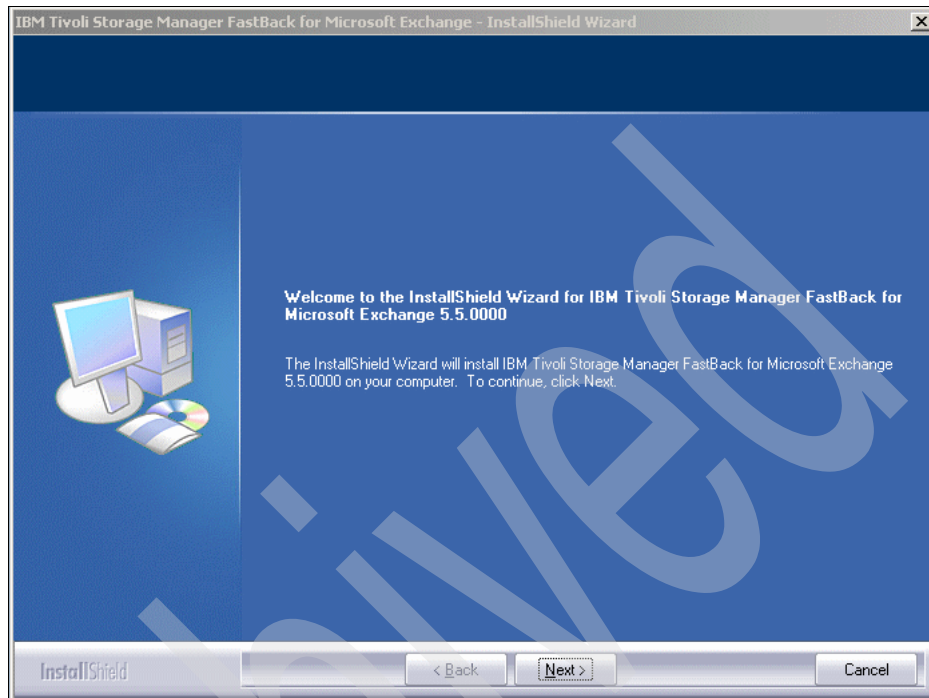 IBM Tivoli Storage Manager FastBack for Microsoft Exchange - InstallShield Wizard
Welcome to the InstallShield Wizard for IBM Tivoli Storage Manager FastBack for
Microsoft Exchange 5.5.0000
The InstallShield Wizard will install IBM Tivoli Storage Manager FastBack for Microsoft Exchange
5.5.0000 on your computer. To continue, click Next.
hived
InstallShield
< Back
Next >
Cancel